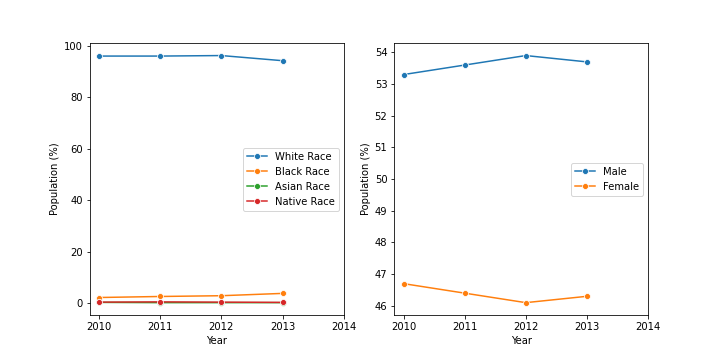 100
80
60
40
20
0
Population (%)
2010 2011 2012 2013 2014
Year
White Race
Black Race
Asian Race
Native Race
54
53
52
51
50
49
48
47
46
Population (%)
2010 2011 2012 2013 2014
Year
Male
Female